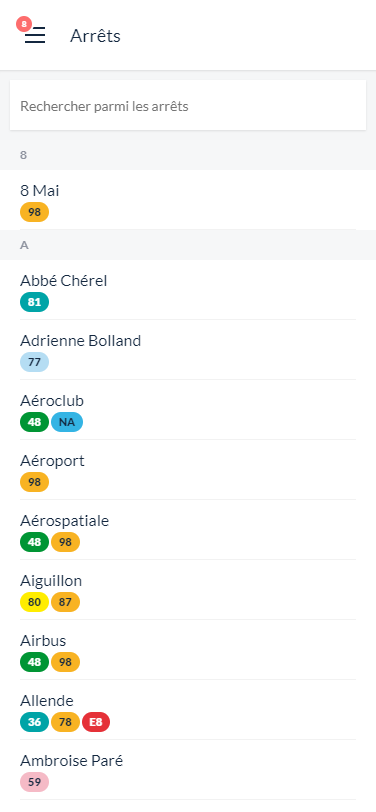 8
Arrêts
Rechercher parmi les arrêts
8
8 Mai
98
A
Abbé Chérel
81
Adrienne Bolland
77
Aéroclub
48 NA
Aéroport
98
Aérospatiale
48 98
Aiguillon
80 87
Airbus
48 98
Allende
36 78 E8
Ambroise Paré
59